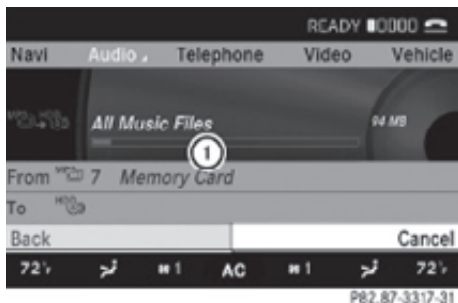 READY
Navi Audio Telephone Video Vehicle
All Music Files 94 MB
1
From 7 Memory Card
To
Back Cancel
72 1 AC 1 72
P82.87-3317-31